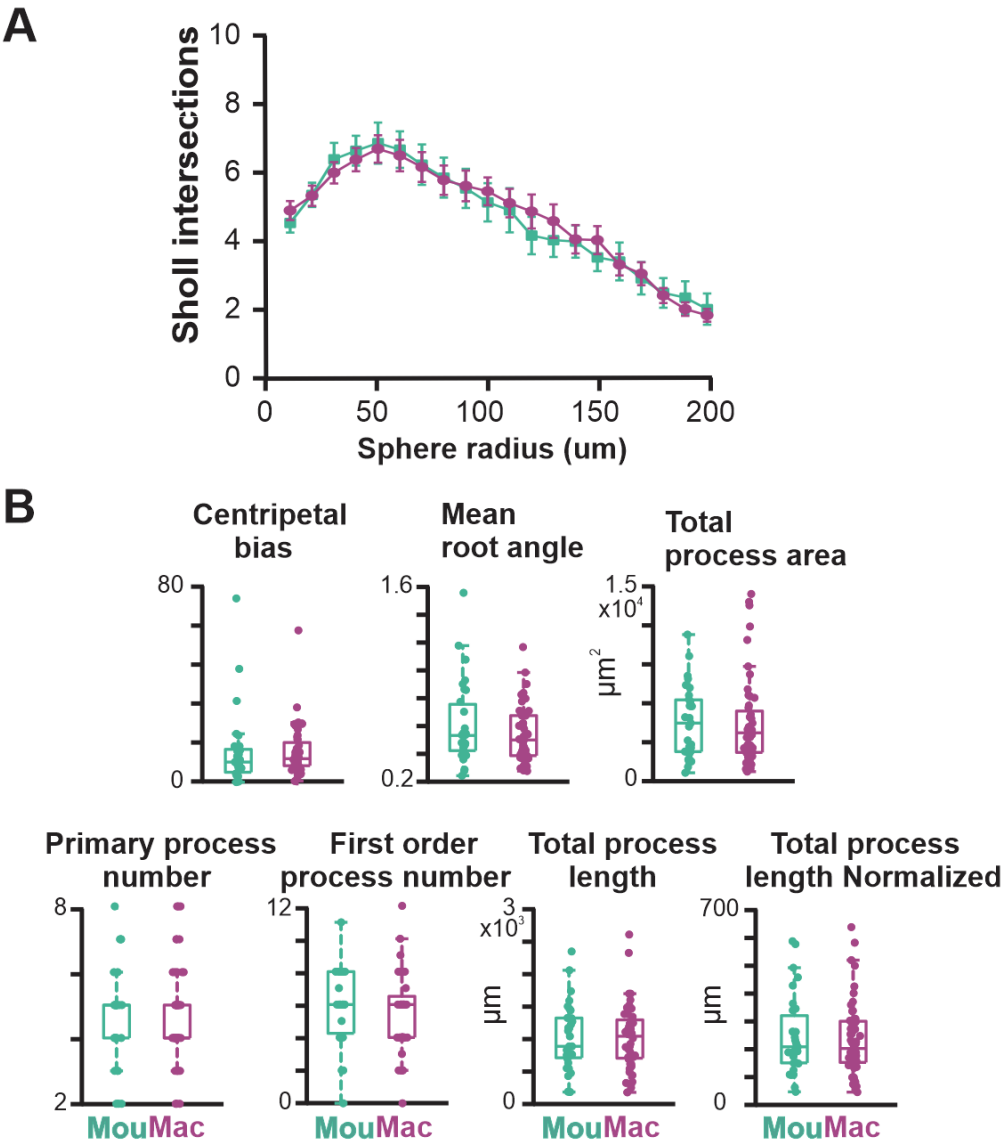 A
10
8
6
4
2
0
Sholl intersections
0 50 100 150 200
Sphere radius (um)
B
Centripetal
bias
80
0
Mean
root angle
1.6
0.2
Total
process area
1.5
x10⁴
µm²
0
Primary process
number
8
2
MouMac
First order
process number
12
0
MouMac
Total process
length
3
x10³
µm
0
MouMac
Total process
length Normalized
700
µm
0
MouMac